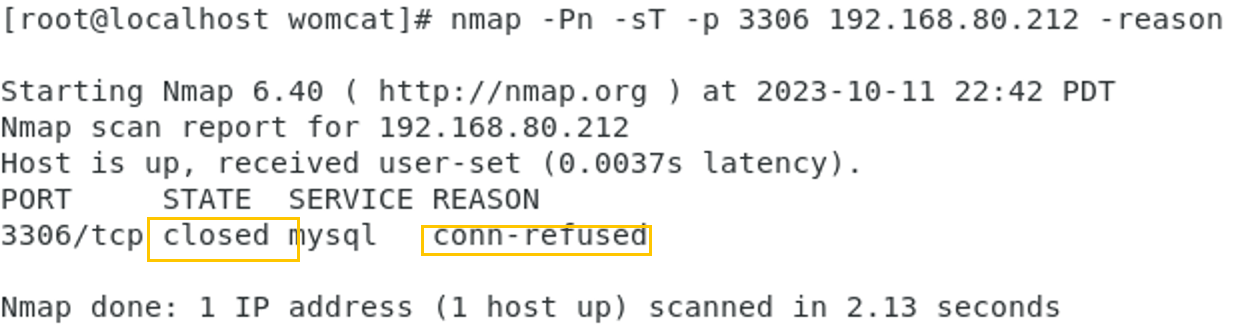 [root@localhost womcat]# nmap -Pn -sT -p 3306 192.168.80.212 -reason
Starting Nmap 6.40 ( http://nmap.org ) at 2023-10-11 22:42 PDT
Nmap scan report for 192.168.80.212
Host is up, received user-set (0.0037s latency).
PORT     STATE  SERVICE REASON
3306/tcp closed mysql   conn-refused
Nmap done: 1 IP address (1 host up) scanned in 2.13 seconds